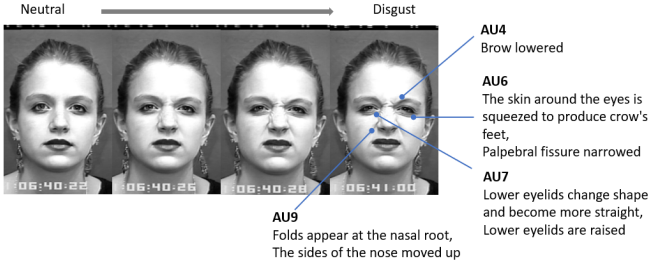 Neutral
Disgust
AU4
Brow lowered
AU6
The skin around the eyes is
squeezed to produce crow's
feet,
Palpebral fissure narrowed
AU7
Lower eyelids change shape
and become more straight,
Lower eyelids are raised
:06:40:22
:06:40:26
:06:40:28
:06:41:00
AU9
Folds appear at the nasal root,
The sides of the nose moved up